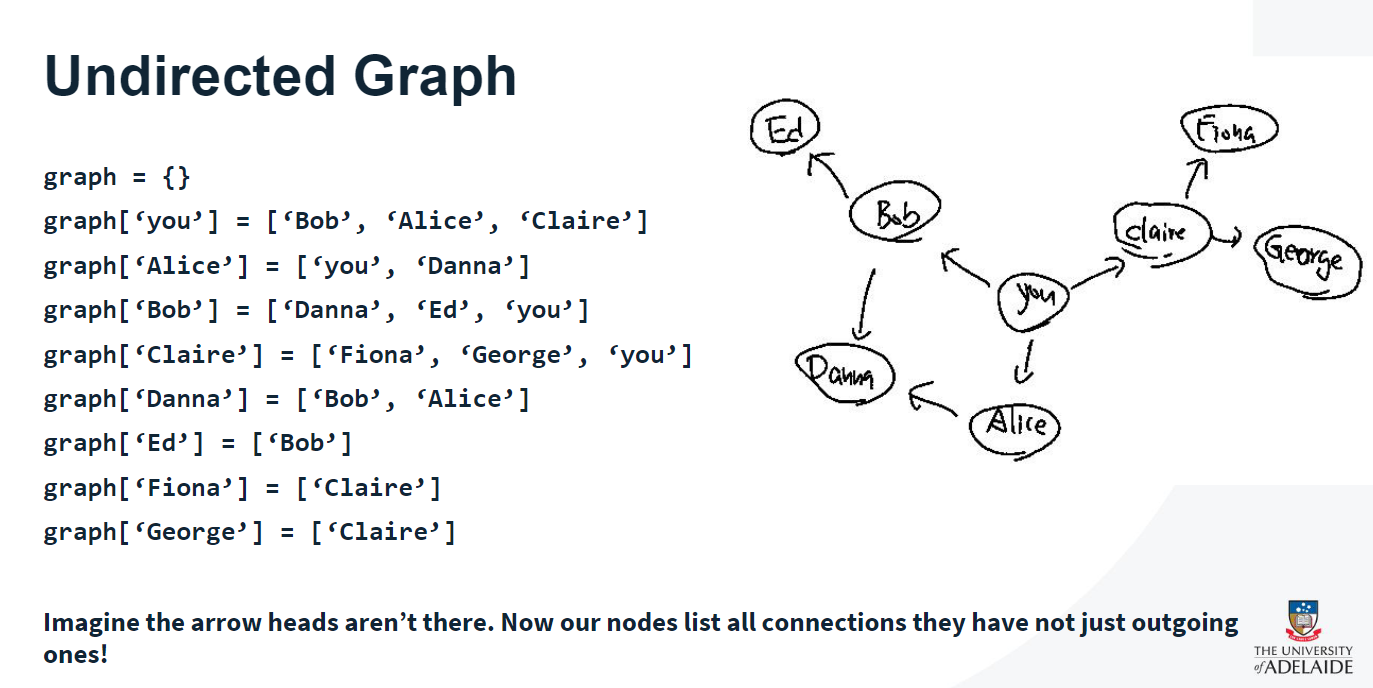 Undirected Graph
graph = {}
graph[‘you’] = [‘Bob’, ‘Alice’, ‘Claire’]
graph[‘Alice’] = [‘you’, ‘Danna’]
graph[‘Bob’] = [‘Danna’, ‘Ed’, ‘you’]
graph[‘Claire’] = [‘Fiona’, ‘George’, ‘you’]
graph[‘Danna’] = [‘Bob’, ‘Alice’]
graph[‘Ed’] = [‘Bob’]
graph[‘Fiona’] = [‘Claire’]
graph[‘George’] = [‘Claire’]
Ed
Fiona
Bob
claire
George
you
Danna
Alice
Imagine the arrow heads aren’t there. Now our nodes list all connections they have not just outgoing
ones!
THE UNIVERSITY
of ADELAIDE